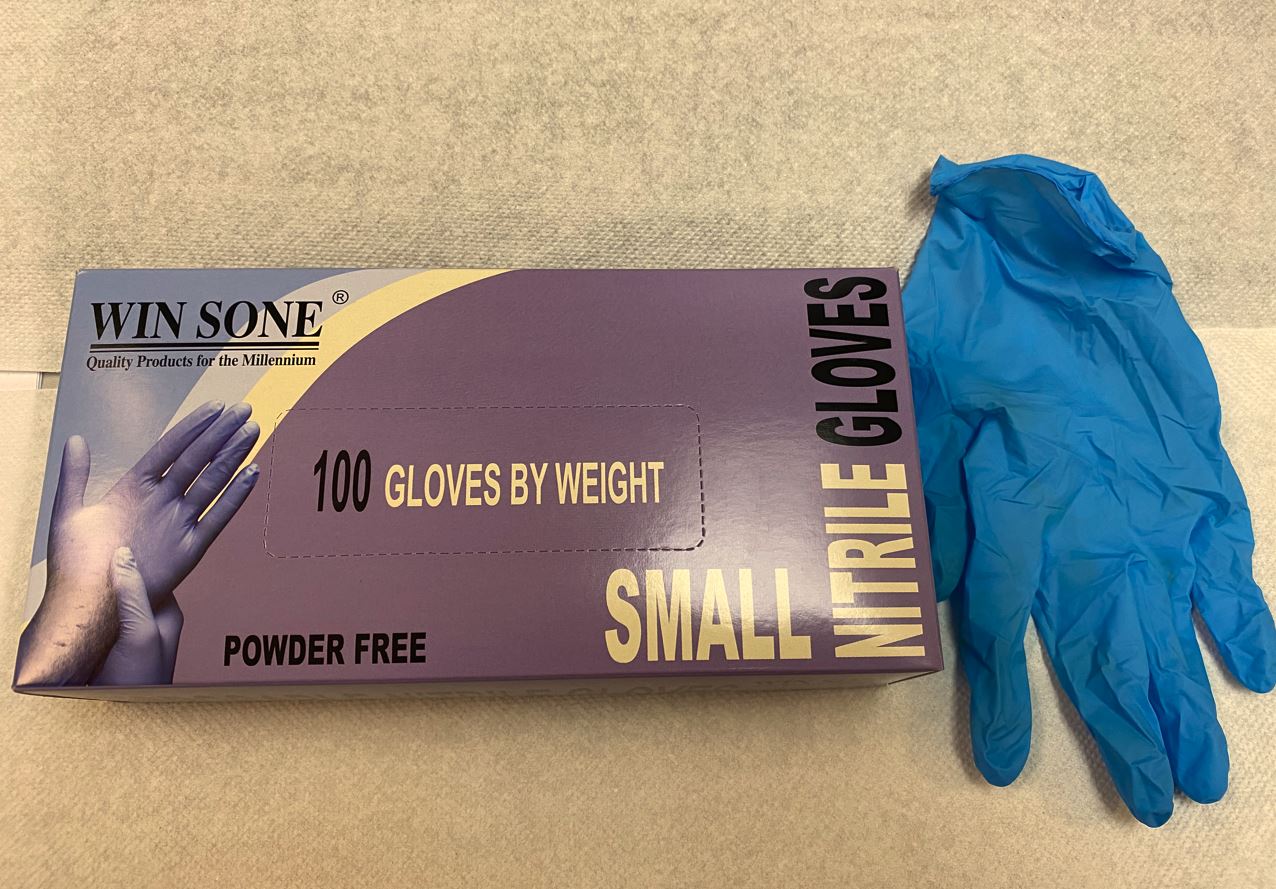 WIN SONE ®
Quality Products for the Millennium
100 GLOVES BY WEIGHT
POWDER FREE
SMALL
NITRILE GLOVES